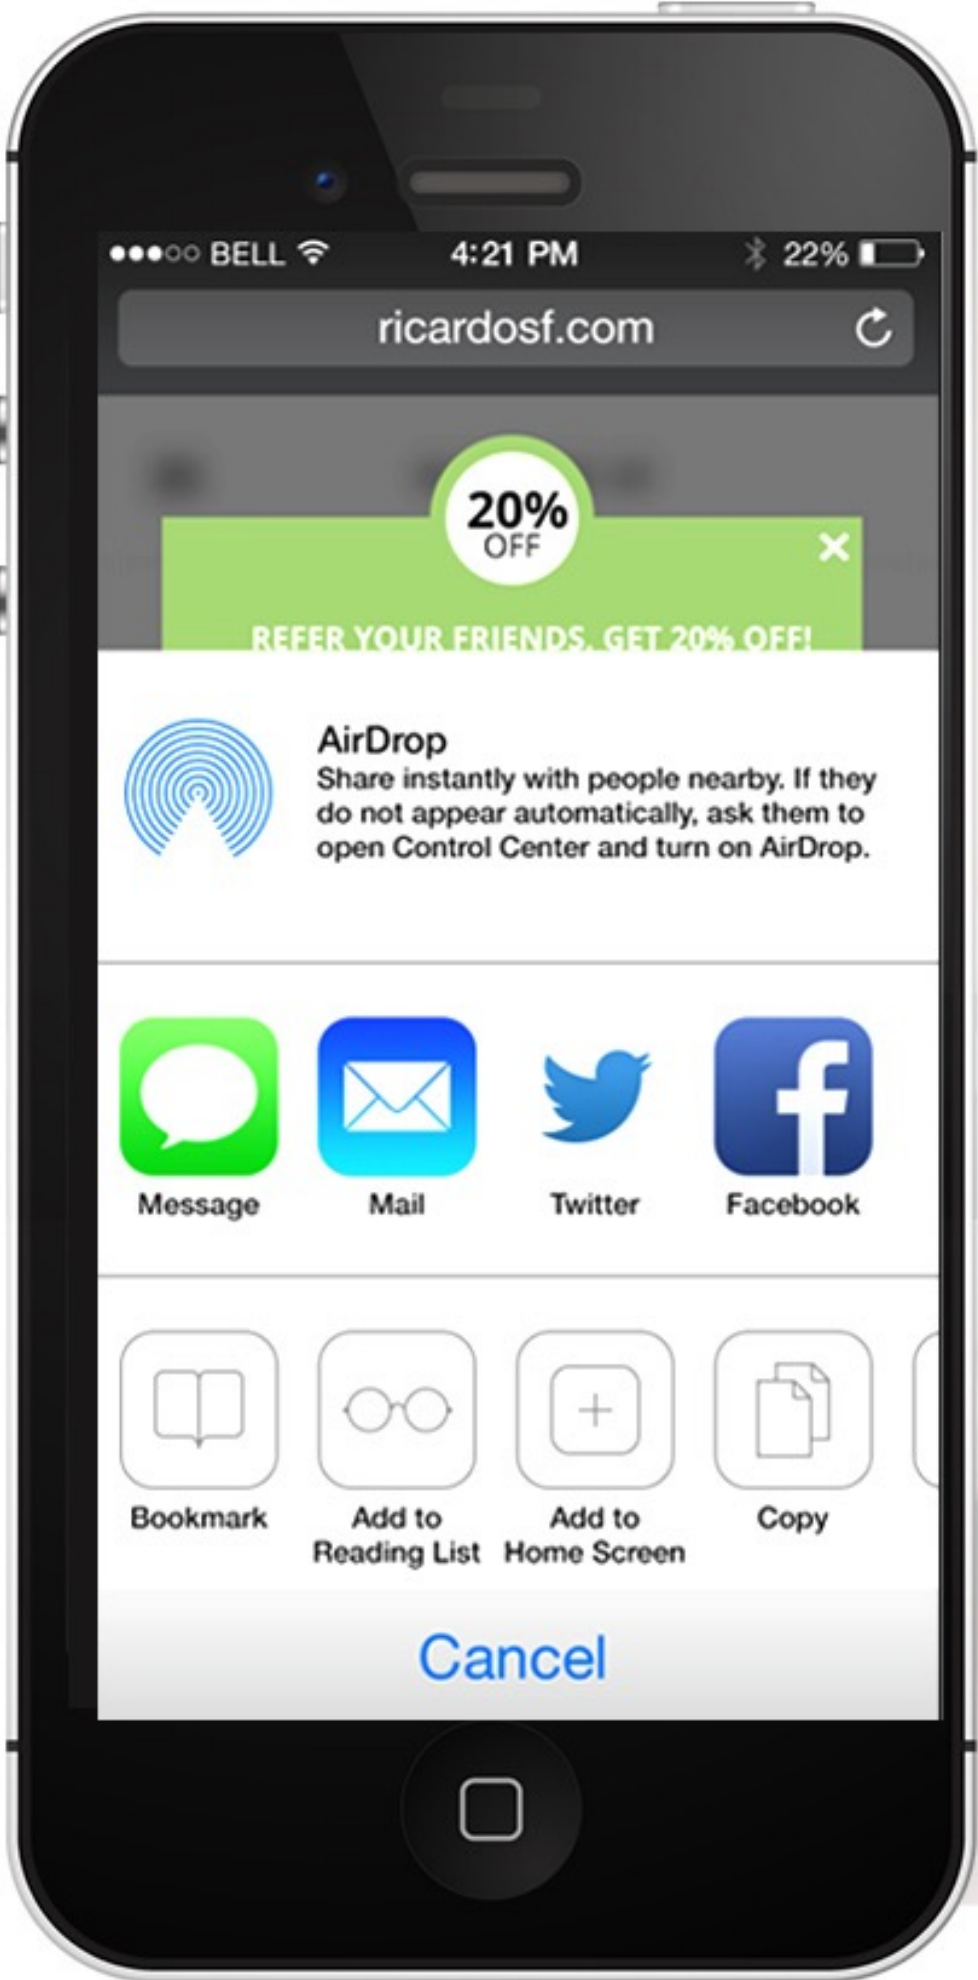 BELL 4:21 PM 22%
ricardosf.com
20%
OFF
REFER YOUR FRIENDS. GET 20% OFF!
AirDrop
Share instantly with people nearby. If they
do not appear automatically, ask them to
open Control Center and turn on AirDrop.
Message Mail Twitter Facebook
Bookmark Add to Add to Copy
Reading List Home Screen
Cancel